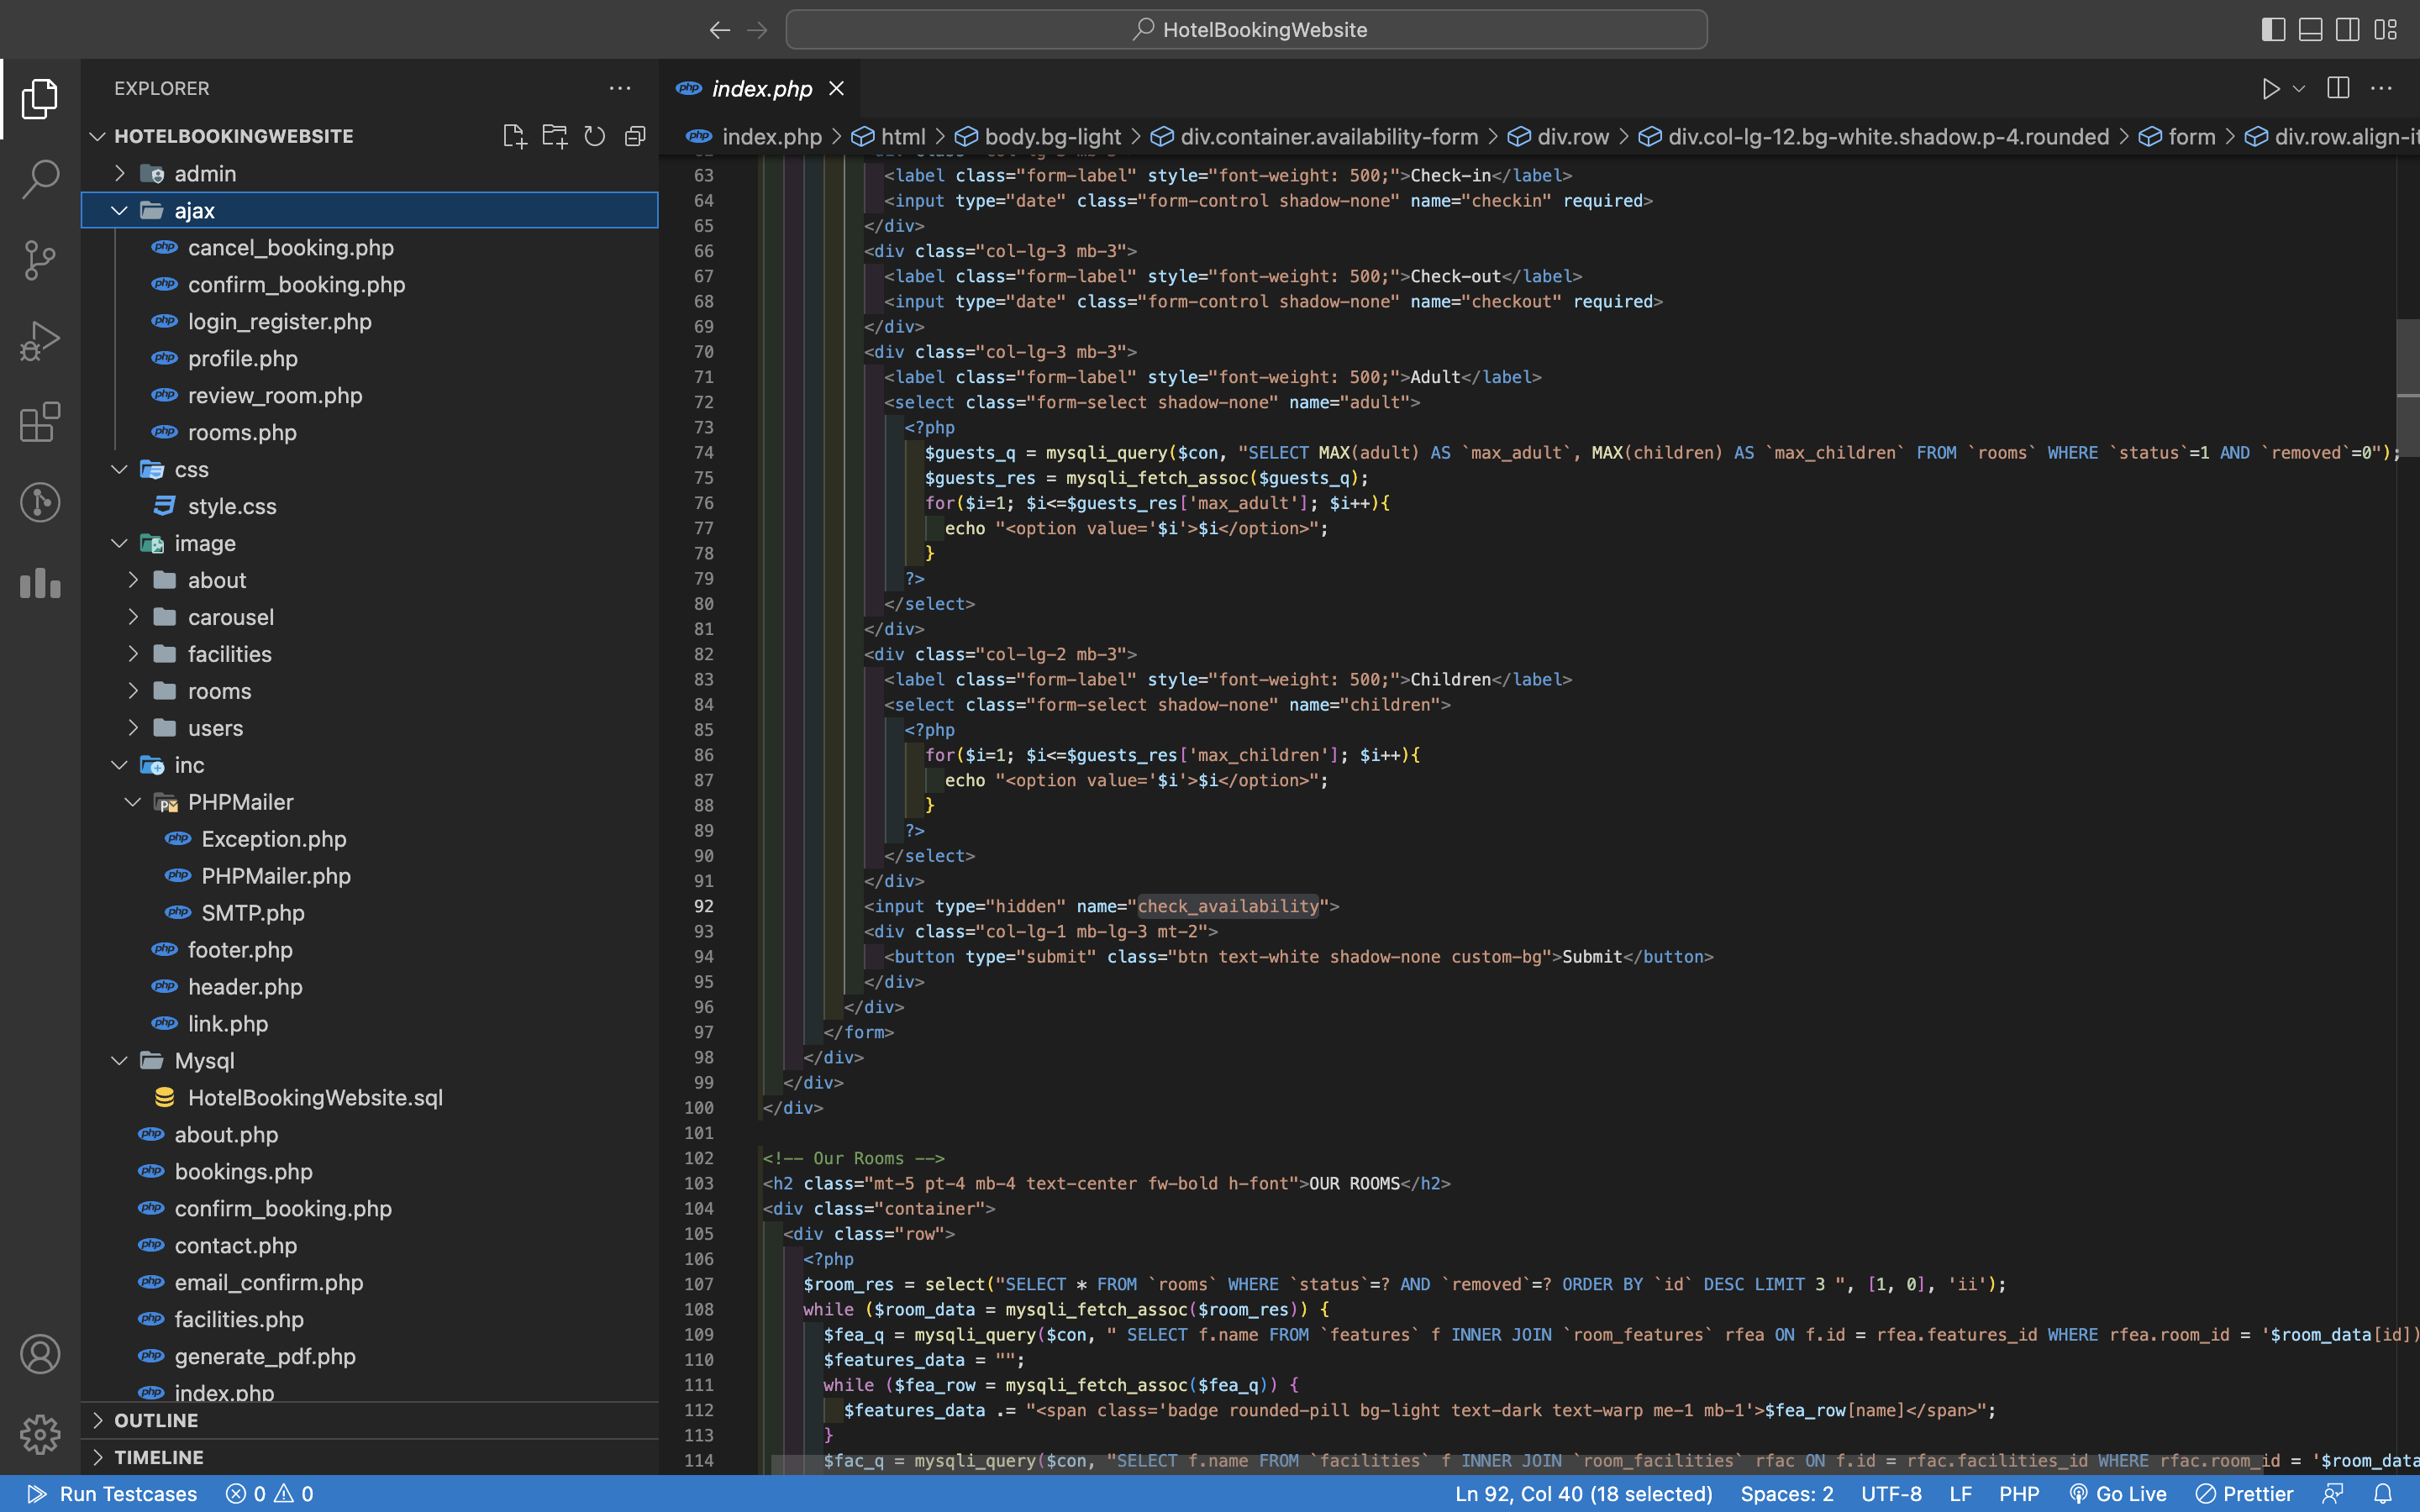 HotelBookingWebsite
EXPLORER
HOTELBOOKINGWEBSITE
admin
ajax
cancel_booking.php
confirm_booking.php
login_register.php
profile.php
review_room.php
rooms.php
css
style.css
image
about
carousel
facilities
rooms
users
inc
PHPMailer
Exception.php
PHPMailer.php
SMTP.php
footer.php
header.php
link.php
Mysql
HotelBookingWebsite.sql
about.php
bookings.php
confirm_booking.php
contact.php
email_confirm.php
facilities.php
generate_pdf.php
index.php
OUTLINE
TIMELINE
index.php
index.php > html > body.bg-light > div.container.availability-form > div.row > div.col-lg-12.bg-white.shadow.p-4.rounded > form > div.row.align-it
63 <label class="form-label" style="font-weight: 500;">Check-in</label>
64 <input type="date" class="form-control shadow-none" name="checkin" required>
65 </div>
66 <div class="col-lg-3 mb-3">
67 <label class="form-label" style="font-weight: 500;">Check-out</label>
68 <input type="date" class="form-control shadow-none" name="checkout" required>
69 </div>
70 <div class="col-lg-3 mb-3">
71 <label class="form-label" style="font-weight: 500;">Adult</label>
72 <select class="form-select shadow-none" name="adult">
73 <?php
74 $guests_q = mysqli_query($con, "SELECT MAX(adult) AS `max_adult`, MAX(children) AS `max_children` FROM `rooms` WHERE `status`=1 AND `removed`=0");
75 $guests_res = mysqli_fetch_assoc($guests_q);
76 for($i=1; $i<=$guests_res['max_adult']; $i++){
77 echo "<option value='$i'>$i</option>";
78 }
79 ?>
80 </select>
81 </div>
82 <div class="col-lg-2 mb-3">
83 <label class="form-label" style="font-weight: 500;">Children</label>
84 <select class="form-select shadow-none" name="children">
85 <?php
86 for($i=1; $i<=$guests_res['max_children']; $i++){
87 echo "<option value='$i'>$i</option>";
88 }
89 ?>
90 </select>
91 </div>
92 <input type="hidden" name="check_availability">
93 <div class="col-lg-1 mb-lg-3 mt-2">
94 <button type="submit" class="btn text-white shadow-none custom-bg">Submit</button>
95 </div>
96 </div>
97 </form>
98 </div>
99 </div>
100 </div>
101
102 <!-- Our Rooms -->
103 <h2 class="mt-5 pt-4 mb-4 text-center fw-bold h-font">OUR ROOMS</h2>
104 <div class="container">
105 <div class="row">
106 <?php
107 $room_res = select("SELECT * FROM `rooms` WHERE `status`=? AND `removed`=? ORDER BY `id` DESC LIMIT 3 ", [1, 0], 'ii');
108 while ($room_data = mysqli_fetch_assoc($room_res)) {
109 $fea_q = mysqli_query($con, " SELECT f.name FROM `features` f INNER JOIN `room_features` rfea ON f.id = rfea.features_id WHERE rfea.room_id = '$room_data[id]
110 $features_data = "";
111 while ($fea_row = mysqli_fetch_assoc($fea_q)) {
112 $features_data .= "<span class='badge rounded-pill bg-light text-dark text-warp me-1 mb-1'>$fea_row[name]</span>";
113 }
114 $fac_q = mysqli_query($con, "SELECT f.name FROM `facilities` f INNER JOIN `room_facilities` rfac ON f.id = rfac.facilities_id WHERE rfac.room_id = '$room_data
Run Testcases 0 0 Ln 92, Col 40 (18 selected) Spaces: 2 UTF-8 LF PHP Go Live Prettier